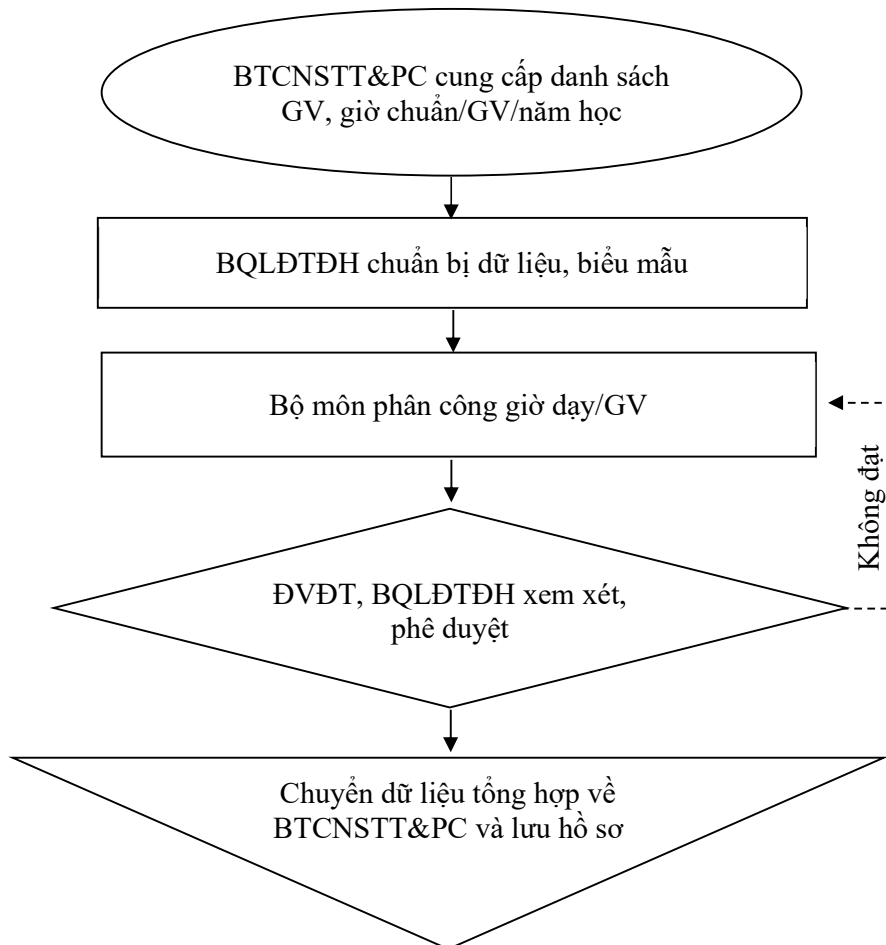 BTCNSTT&PC cung cấp danh sách
GV, giờ chuẩn/GV/năm học
BQLĐTĐH chuẩn bị dữ liệu, biểu mẫu
Bộ môn phân công giờ dạy/GV
Không đạt
ĐVĐT, BQLĐTĐH xem xét,
phê duyệt
Chuyển dữ liệu tổng hợp về
BTCNSTT&PC và lưu hồ sơ